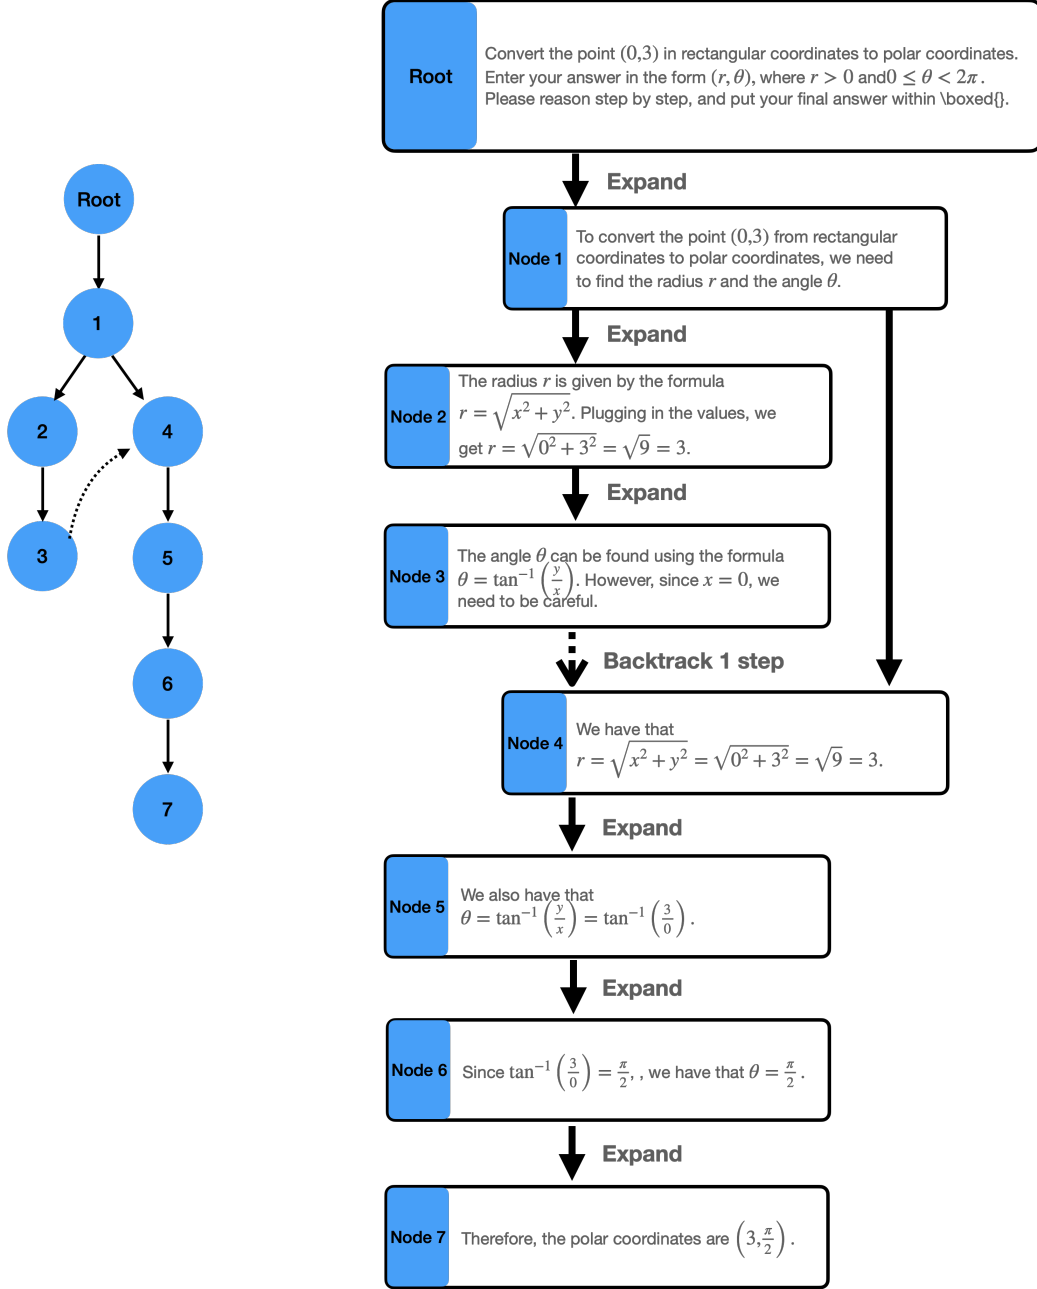 Root
1
2
4
3
5
6
7
Root
Convert the point (0,3) in rectangular coordinates to polar coordinates.
Enter your answer in the form (r, θ), where r > 0 and0 ≤ θ < 2π .
Please reason step by step, and put your final answer within \boxed{}.
Expand
Node 1
To convert the point (0,3) from rectangular
coordinates to polar coordinates, we need
to find the radius r and the angle θ.
Expand
Node 2
The radius r is given by the formula
r = √(x² + y²). Plugging in the values, we
get r = √(0² + 3²) = √9 = 3.
Expand
Node 3
The angle θ can be found using the formula
θ = tan⁻¹ (y/x). However, since x = 0, we
need to be careful.
Backtrack 1 step
Node 4
We have that
r = √(x² + y²) = √(0² + 3²) = √9 = 3.
Expand
Node 5
We also have that
θ = tan⁻¹ (y/x) = tan⁻¹ (3/0) .
Expand
Node 6
Since tan⁻¹ (3/0) = π/2, , we have that θ = π/2 .
Expand
Node 7
Therefore, the polar coordinates are (3,π/2) .